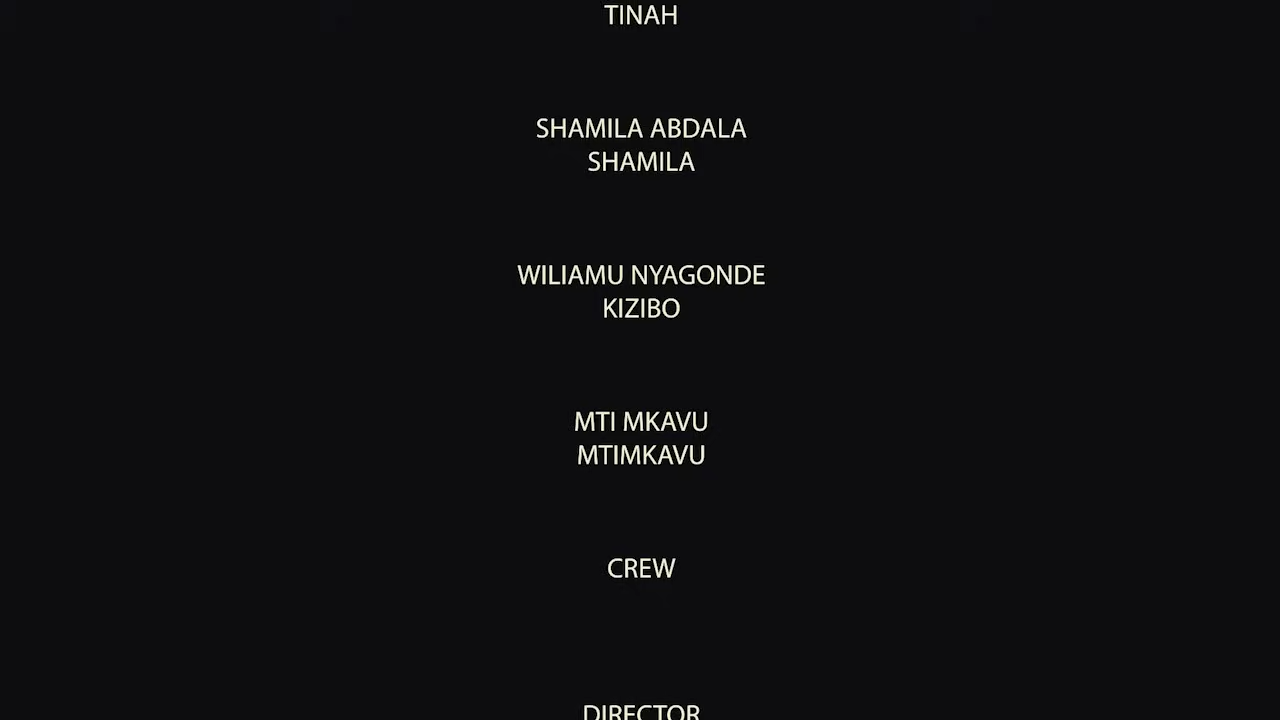 TINAH
SHAMILA ABDALA
SHAMILA
WILIAMU NYAGONDE
KIZIBO
MTI MKAVU
MTIMKAVU
CREW
DIRECTOR